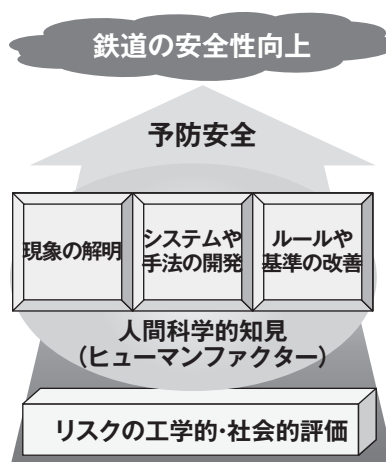 鉄道の安全性向上
予防安全
現象の解明
システムや
手法の開発
ルールや
基準の改善
人間科学的知見
（ヒューマンファクター）
リスクの工学的･社会的評価